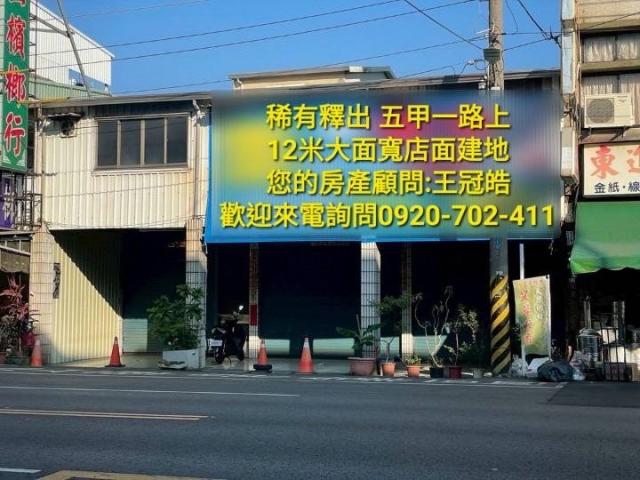 檳榔行
稀有釋出 五甲一路上
12米大面寬店面建地
您的房產顧問:王冠皓
歡迎來電詢問0920-702-411
東
金紙·線